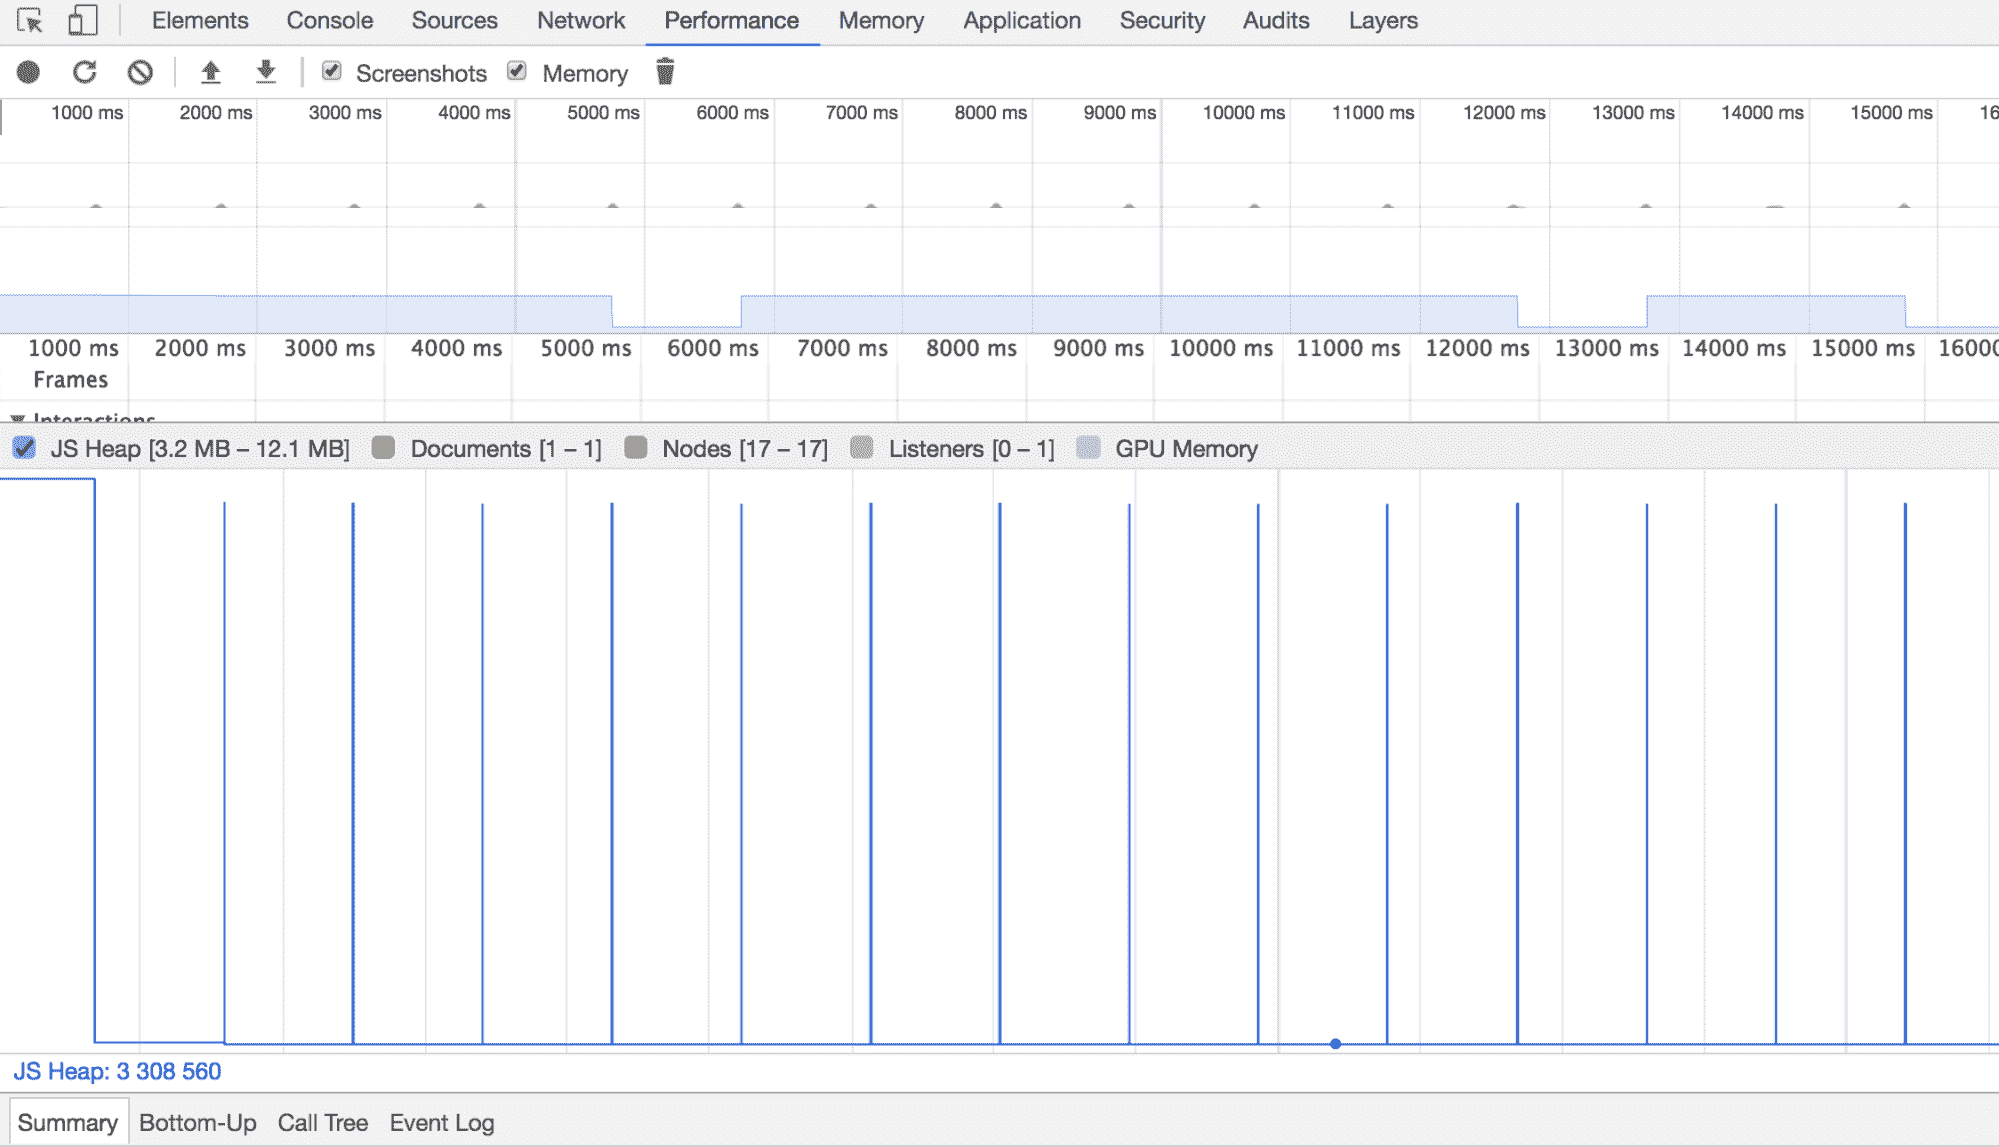 Elements Console Sources Network Performance Memory Application Security Audits Layers
Screenshots Memory
1000 ms 2000 ms 3000 ms 4000 ms 5000 ms 6000 ms 7000 ms 8000 ms 9000 ms 10000 ms 11000 ms 12000 ms 13000 ms 14000 ms 15000 ms 16
1000 ms 2000 ms 3000 ms 4000 ms 5000 ms 6000 ms 7000 ms 8000 ms 9000 ms 10000 ms 11000 ms 12000 ms 13000 ms 14000 ms 15000 ms 16000
Frames
Interactions
JS Heap [3.2 MB – 12.1 MB] Documents [1 – 1] Nodes [17 – 17] Listeners [0 – 1] GPU Memory
JS Heap: 3 308 560
Summary Bottom-Up Call Tree Event Log